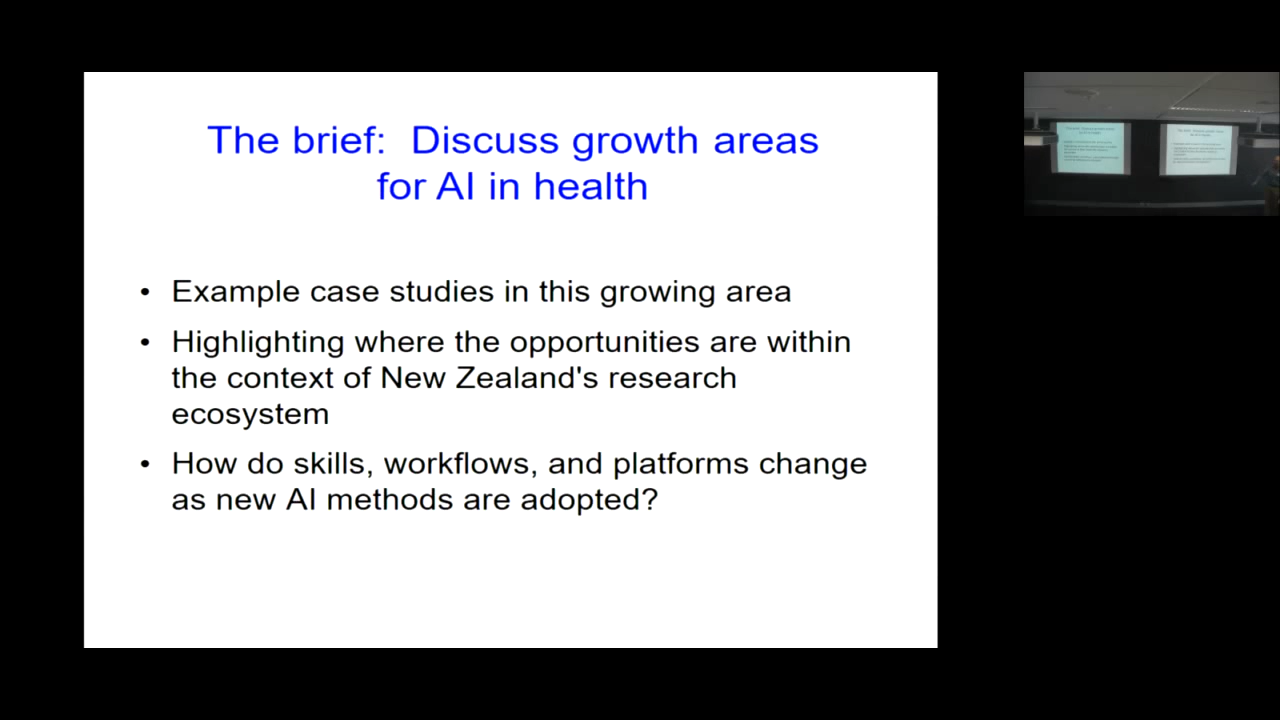 The brief: Discuss growth areas
for AI in health
• Example case studies in this growing area
• Highlighting where the opportunities are within
the context of New Zealand's research
ecosystem
• How do skills, workflows, and platforms change
as new AI methods are adopted?